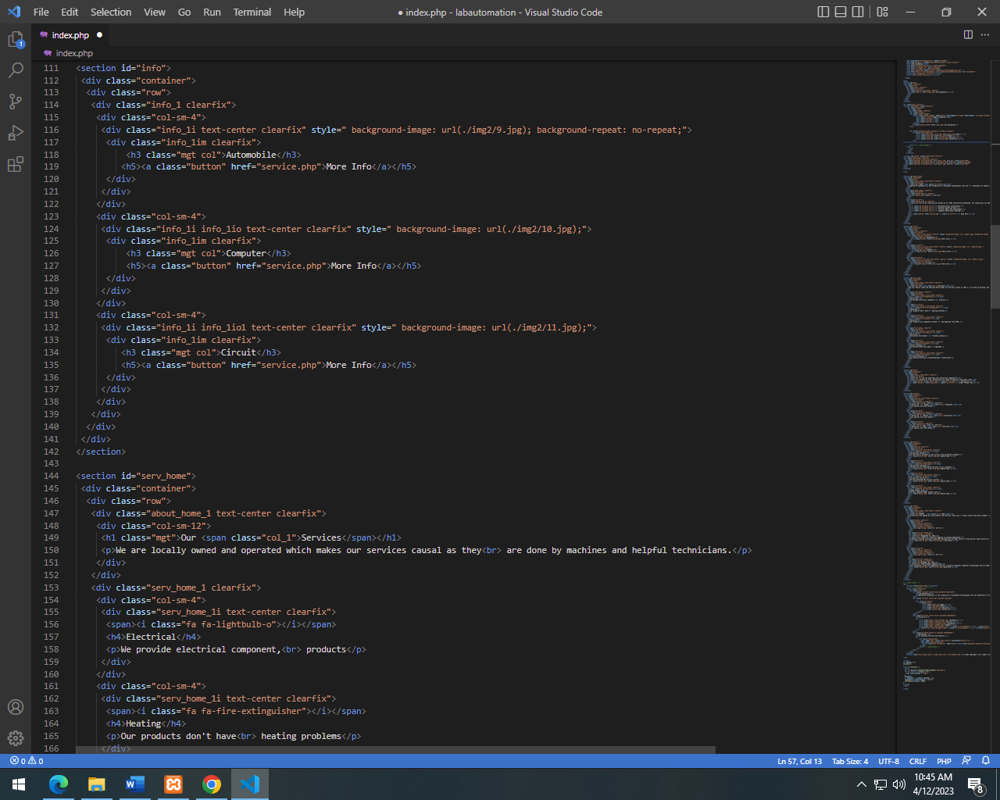 File Edit Selection View Go Run Terminal Help
● index.php - labautomation - Visual Studio Code
1
index.php ●
index.php
111 <section id="info">
112 <div class="container">
113 <div class="row">
114 <div class="info_1 clearfix">
115 <div class="col-sm-4">
116 <div class="info_1i text-center clearfix" style=" background-image: url(./img2/9.jpg); background-repeat: no-repeat;">
117 <div class="info_1im clearfix">
118 <h3 class="mgt col">Automobile</h3>
119 <h5><a class="button" href="service.php">More Info</a></h5>
120 </div>
121 </div>
122 </div>
123 <div class="col-sm-4">
124 <div class="info_1i info_1io text-center clearfix" style=" background-image: url(./img2/10.jpg);">
125 <div class="info_1im clearfix">
126 <h3 class="mgt col">Computer</h3>
127 <h5><a class="button" href="service.php">More Info</a></h5>
128 </div>
129 </div>
130 </div>
131 <div class="col-sm-4">
132 <div class="info_1i info_1io1 text-center clearfix" style=" background-image: url(./img2/11.jpg);">
133 <div class="info_1im clearfix">
134 <h3 class="mgt col">Circuit</h3>
135 <h5><a class="button" href="service.php">More Info</a></h5>
136 </div>
137 </div>
138 </div>
139 </div>
140 </div>
141 </div>
142 </section>
143
144 <section id="serv_home">
145 <div class="container">
146 <div class="row">
147 <div class="about_home_1 text-center clearfix">
148 <div class="col-sm-12">
149 <h1 class="mgt">Our <span class="col_1">Services</span></h1>
150 <p>We are locally owned and operated which makes our services causal as they<br> are done by machines and helpful technicians.</p>
151 </div>
152 </div>
153 <div class="serv_home_1 clearfix">
154 <div class="col-sm-4">
155 <div class="serv_home_1i text-center clearfix">
156 <span><i class="fa fa-lightbulb-o"></i></span>
157 <h4>Electrical</h4>
158 <p>We provide electrical component,<br> products</p>
159 </div>
160 </div>
161 <div class="col-sm-4">
162 <div class="serv_home_1i text-center clearfix">
163 <span><i class="fa fa-fire-extinguisher"></i></span>
164 <h4>Heating</h4>
165 <p>Our products don't have<br> heating problems</p>
166 </div>
0 0 Ln 57, Col 13 Tab Size: 4 UTF-8 CRLF PHP
10:45 AM
4/12/2023
8